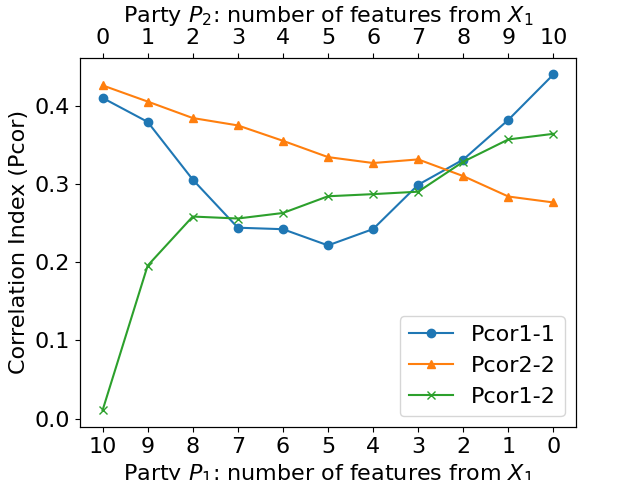 Party P₂: number of features from X₁
0 1 2 3 4 5 6 7 8 9 10
Correlation Index (Pcor)
0.4
0.3
0.2
0.1
0.0
Pcor1-1
Pcor2-2
Pcor1-2
10 9 8 7 6 5 4 3 2 1 0
Party P₁: number of features from X₁